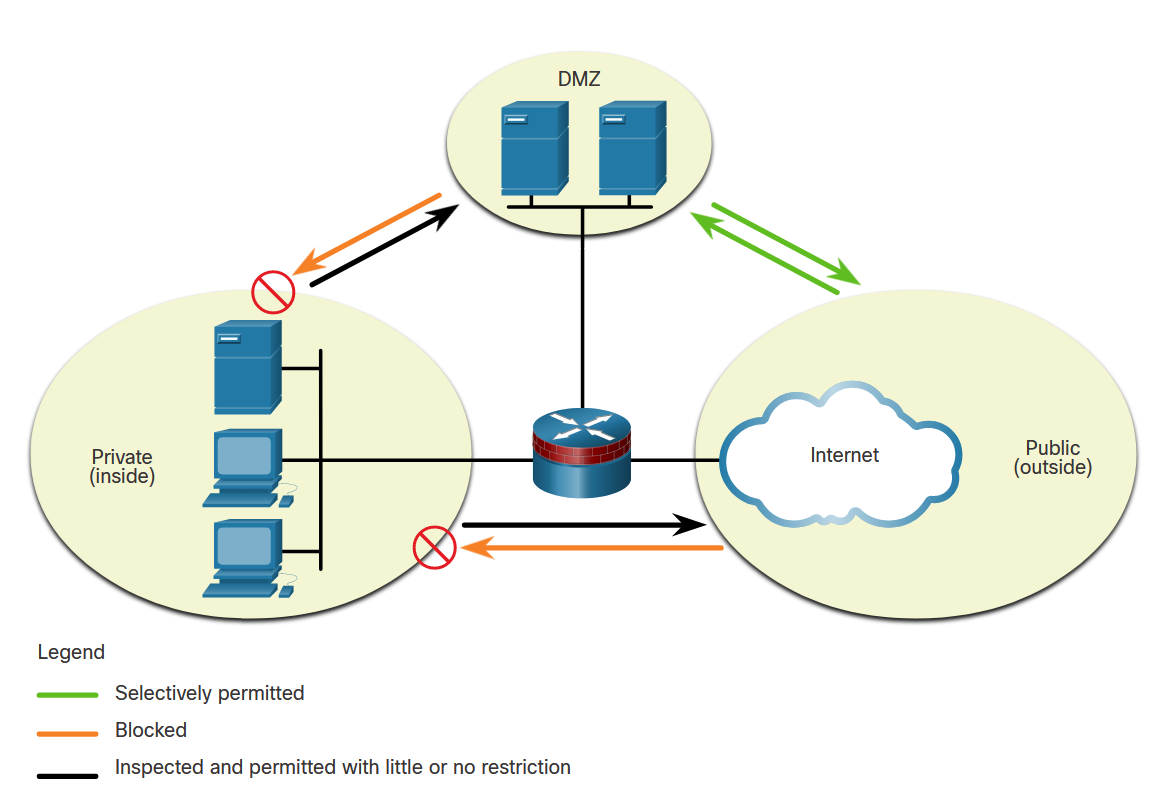 DMZ
Private
(inside)
Internet
Public
(outside)
Legend
Selectively permitted
Blocked
Inspected and permitted with little or no restriction